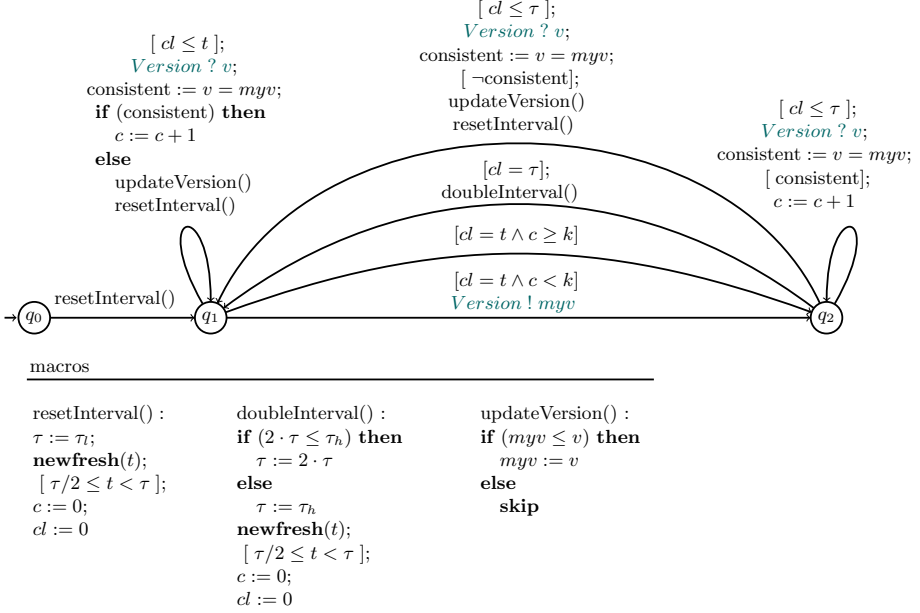 [ cl ≤ t ];
Version ? v;
consistent := v = myv;
if (consistent) then
c := c + 1
else
updateVersion()
resetInterval()
[ cl ≤ τ ];
Version ? v;
consistent := v = myv;
[ ¬consistent];
updateVersion()
resetInterval()
[ cl ≤ τ ];
Version ? v;
consistent := v = myv;
[ consistent];
c := c + 1
[cl = τ];
doubleInterval()
[cl = t ∧ c ≥ k]
[cl = t ∧ c < k]
Version ! myv
resetInterval()
q0
q1
q2
macros
resetInterval() :
τ := τl;
newfresh(t);
[ τ/2 ≤ t < τ ];
c := 0;
cl := 0
doubleInterval() :
if (2 · τ ≤ τh) then
τ := 2 · τ
else
τ := τh
newfresh(t);
[ τ/2 ≤ t < τ ];
c := 0;
cl := 0
updateVersion() :
if (myv ≤ v) then
myv := v
else
skip